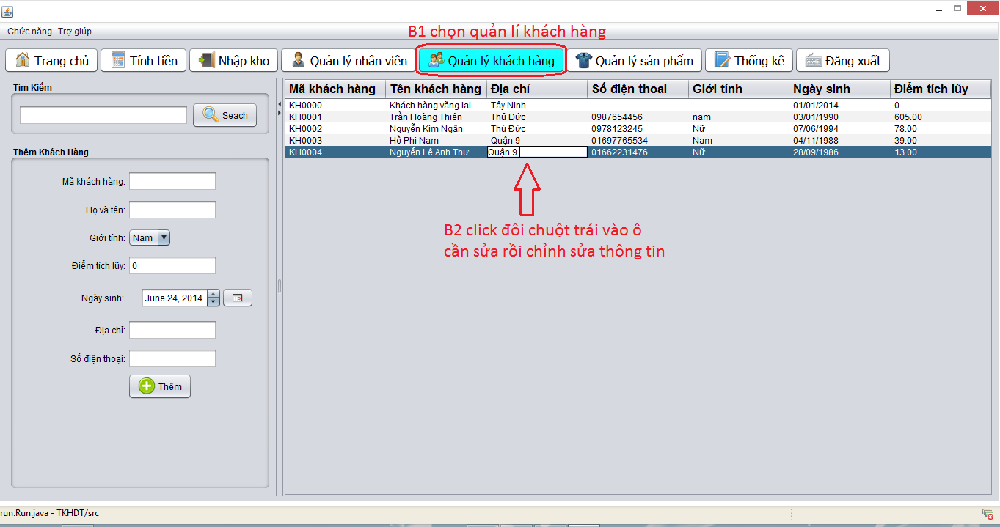 Chức năng Trợ giúp
B1 chọn quản lí khách hàng
Trang chủ Tính tiền Nhập kho Quản lý nhân viên Quản lý khách hàng Quản lý sản phẩm Thống kê Đăng xuất
Tìm Kiếm
Seach
Thêm Khách Hàng
Mã khách hàng:
Họ và tên:
Giới tính: Nam
Điểm tích lũy: 0
Ngày sinh: June 24, 2014
Địa chỉ:
Số điện thoại:
Thêm
Mã khách hàng Tên khách hàng Địa chỉ Số điện thoai Giới tính Ngày sinh Điểm tích lũy
KH0000 Khách hàng vãng lai Tây Ninh 01/01/2014 0
KH0001 Trần Hoàng Thiên Thủ Dức 0987654456 nam 03/01/1990 605.00
KH0002 Nguyễn Kim Ngân Thủ Đức 0978123245 Nữ 07/06/1994 78.00
KH0003 Hồ Phi Nam Quận 9 01697765534 Nam 04/11/1988 39.00
KH0004 Nguyễn Lê Anh Thư Quận 9 01662231476 Nữ 28/09/1986 13.00
B2 click đôi chuột trái vào ô
cần sửa rồi chỉnh sửa thông tin
run.Run.java - TKHDT/src